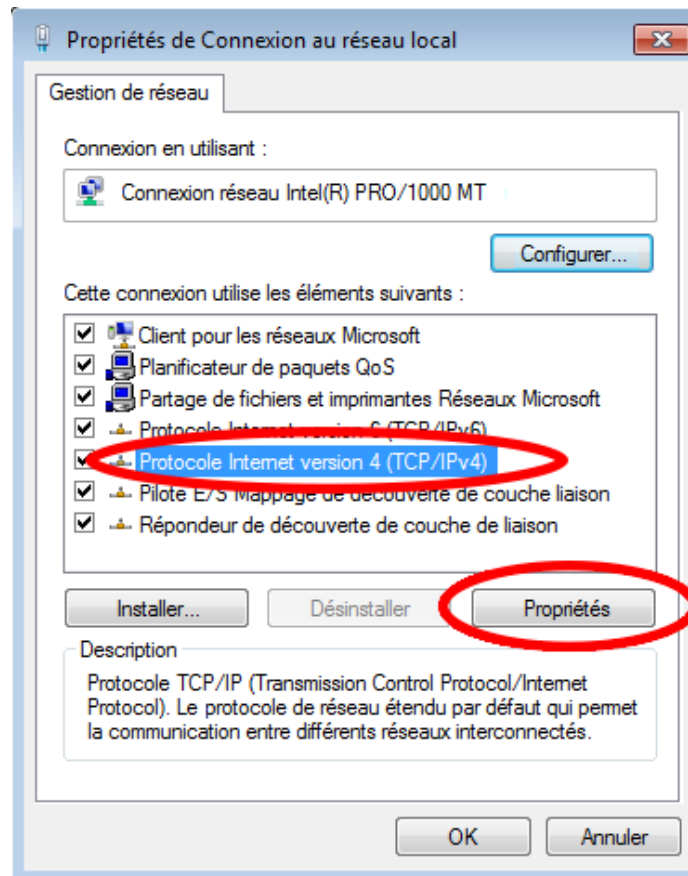 Propriétés de Connexion au réseau local
Gestion de réseau
Connexion en utilisant :
Connexion réseau Intel(R) PRO/1000 MT
Configurer...
Cette connexion utilise les éléments suivants :
Client pour les réseaux Microsoft
Planificateur de paquets QoS
Partage de fichiers et imprimantes Réseaux Microsoft
Protocole Internet version 6 (TCP/IPv6)
Protocole Internet version 4 (TCP/IPv4)
Pilote E/S Mappage de découverte de couche liaison
Répondeur de découverte de couche de liaison
Installer...
Désinstaller
Propriétés
Description
Protocole TCP/IP (Transmission Control Protocol/Internet
Protocol). Le protocole de réseau étendu par défaut qui permet
la communication entre différents réseaux interconnectés.
OK
Annuler